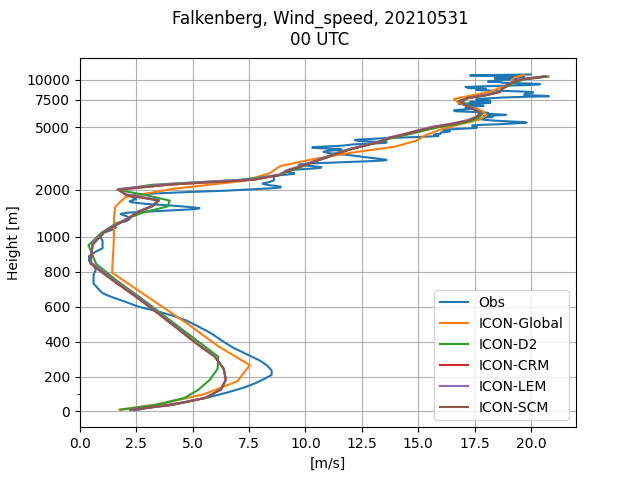 Falkenberg, Wind_speed, 20210531
00 UTC
Height [m]
10000
7500
5000
2000
1000
800
600
400
200
0
Obs
ICON-Global
ICON-D2
ICON-CRM
ICON-LEM
ICON-SCM
0.0 2.5 5.0 7.5 10.0 12.5 15.0 17.5 20.0
[m/s]